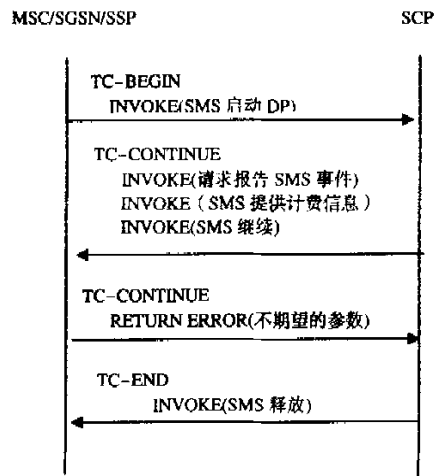 MSC/SGSN/SSP SCP
TC-BEGIN
INVOKE(SMS 启动 DP)
TC-CONTINUE
INVOKE(请求报告 SMS 事件)
INVOKE（SMS 提供计费信息）
INVOKE(SMS 继续)
TC-CONTINUE
RETURN ERROR(不期望的参数)
TC-END
INVOKE(SMS 释放)